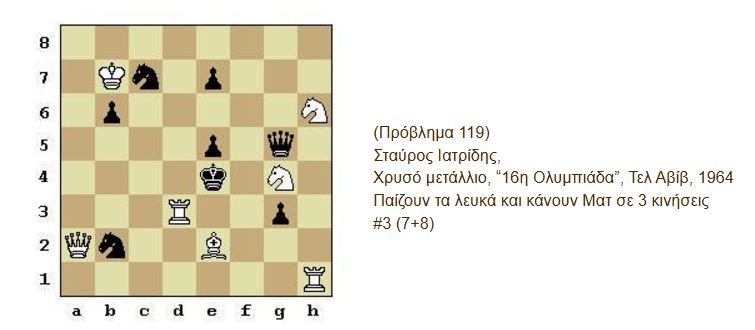 8
7
6
5
4
3
2
1
a b c d e f g h
(Πρόβλημα 119)
Σταύρος Ιατρίδης,
Χρυσό μετάλλιο, “16η Ολυμπιάδα”, Τελ Αβίβ, 1964
Παίζουν τα λευκά και κάνουν Ματ σε 3 κινήσεις
#3 (7+8)